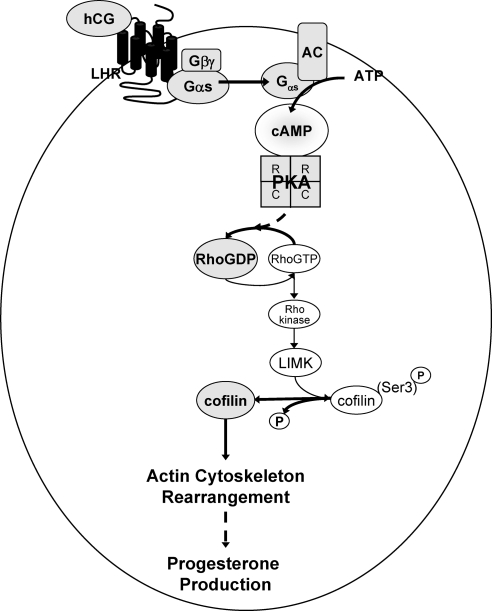 hCG
LHR
Gβγ
Gαs
Gαs
AC
ATP
cAMP
R R
PKA
C C
RhoGDP
RhoGTP
Rho
kinase
LIMK
cofilin
cofilin
(Ser3)
P
P
Actin Cytoskeleton
Rearrangement
Progesterone
Production